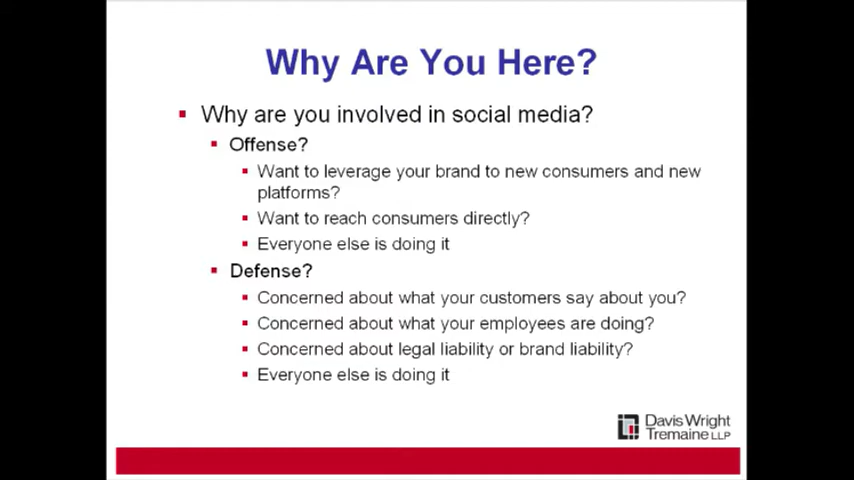 Why Are You Here?
Why are you involved in social media?
Offense?
Want to leverage your brand to new consumers and new
platforms?
Want to reach consumers directly?
Everyone else is doing it
Defense?
Concerned about what your customers say about you?
Concerned about what your employees are doing?
Concerned about legal liability or brand liability?
Everyone else is doing it
Davis Wright
Tremaine LLP